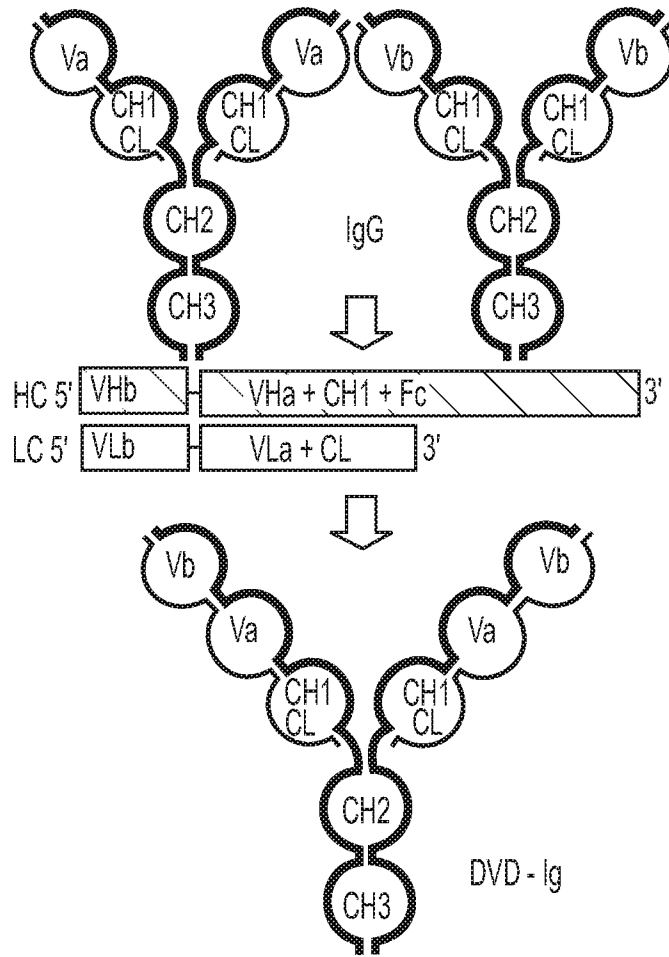 Va Va Vb Vb
CH1 CH1 CH1 CH1
CL CL CL CL
CH2 CH2
IgG
CH3 CH3
HC 5' VHb VHa + CH1 + Fc 3'
LC 5' VLb VLa + CL 3'
Vb Vb
Va Va
CH1 CH1
CL CL
CH2
DVD - Ig
CH3